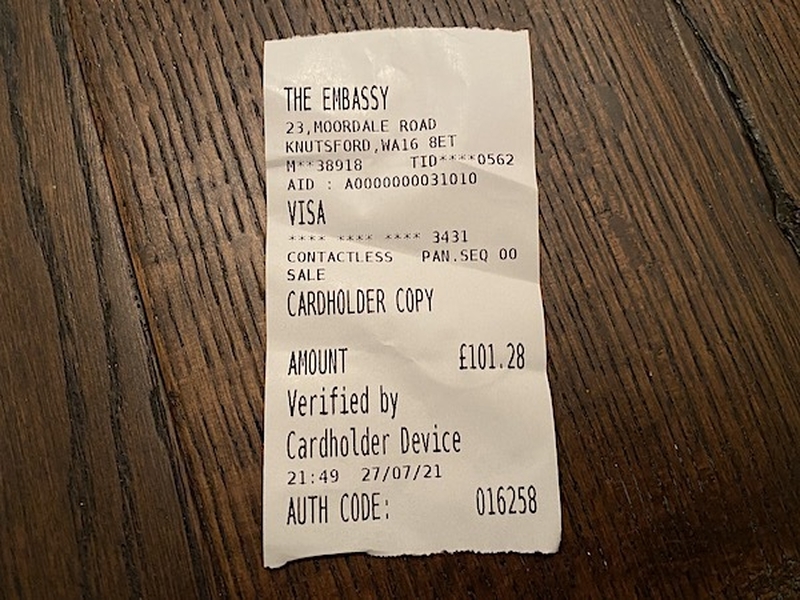 THE EMBASSY
23,MOORDALE ROAD
KNUTSFORD,WA16 8ET
M**38918 TID****0562
AID : A0000000031010
VISA
**** **** **** 3431
CONTACTLESS PAN.SEQ 00
SALE
CARDHOLDER COPY
AMOUNT £101.28
Verified by
Cardholder Device
21:49 27/07/21
AUTH CODE: 016258